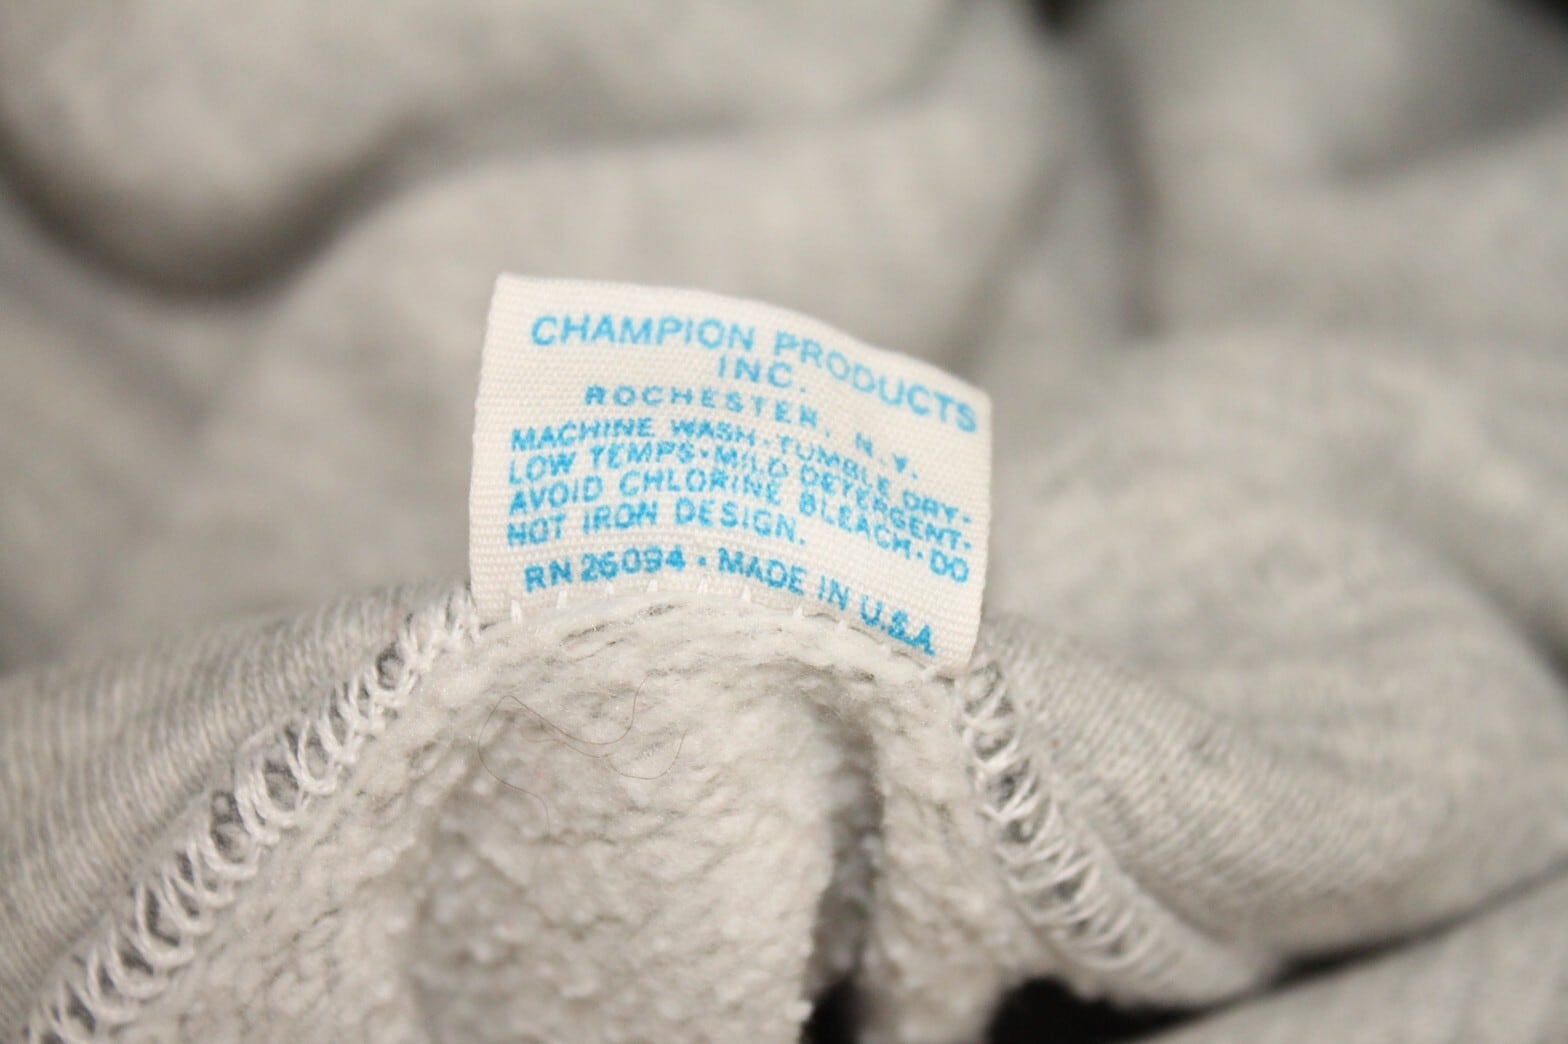 CHAMPION PRODUCTS
INC.
ROCHESTER, N.Y.
MACHINE WASH-TUMBLE DRY-
LOW TEMPS-MILD DETERGENT-
AVOID CHLORINE BLEACH-DO
NOT IRON DESIGN.
RN 26094 · MADE IN U.S.A